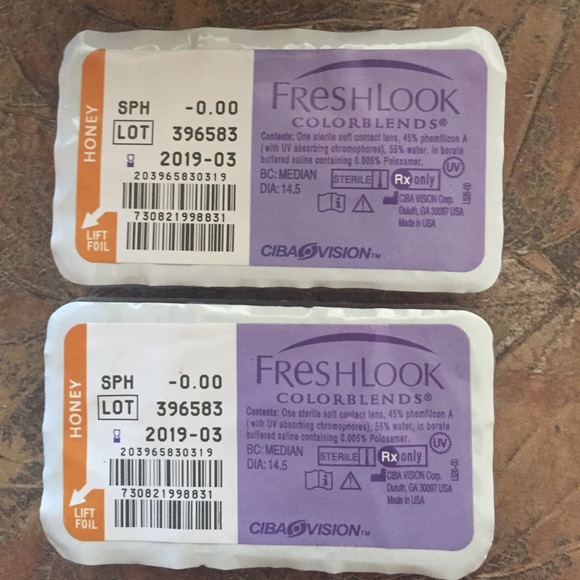 HONEY
LIFT
FOIL
SPH -0.00
LOT 396583
2019-03
203965830319
730821998831
FRESHLOOK
COLORBLENDS®
Contents: One sterile soft contact lens, 45% phemfilcon A
(with UV absorbing chromophores), 55% water, in borate
buffered saline containing 0.005% Poloxamer.
UV
BC: MEDIAN
DIA: 14.5
STERILE
Rx only
CIBA VISION Corp.
Duluth, GA 30097 USA
Made in USA
CIBA VISION™
HONEY
LIFT
FOIL
SPH -0.00
LOT 396583
2019-03
203965830319
730821998831
FRESHLOOK
COLORBLENDS®
Contents: One sterile soft contact lens, 45% phemfilcon A
(with UV absorbing chromophores), 55% water, in borate
buffered saline containing 0.005% Poloxamer.
UV
BC: MEDIAN
DIA: 14.5
STERILE
Rx only
CIBA VISION Corp.
Duluth, GA 30097 USA
Made in USA
CIBA VISION™